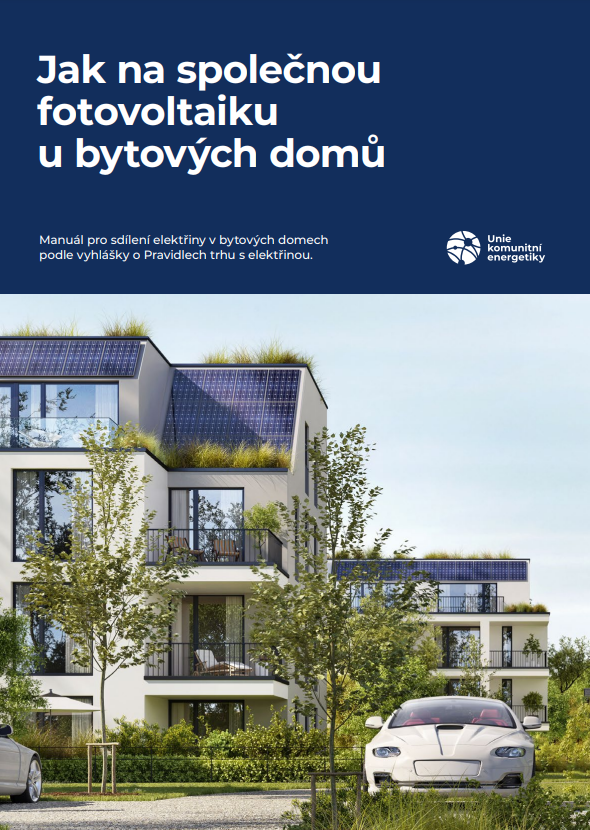 Jak na společnou
fotovoltaiku
u bytových domů
Manuál pro sdílení elektřiny v bytových domech
podle vyhlášky o Pravidlech trhu s elektřinou.
Unie
komunitní
energetiky